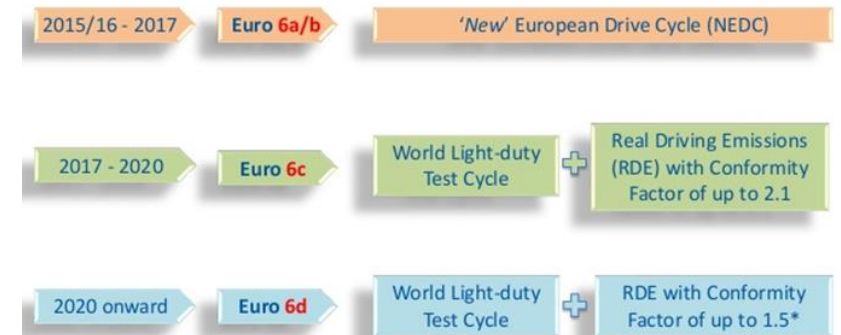 2015/16 - 2017
Euro 6a/b
‘New’ European Drive Cycle (NEDC)
2017 - 2020
Euro 6c
World Light-duty
Test Cycle
+
Real Driving Emissions
(RDE) with Conformity
Factor of up to 2.1
2020 onward
Euro 6d
World Light-duty
Test Cycle
+
RDE with Conformity
Factor of up to 1.5*